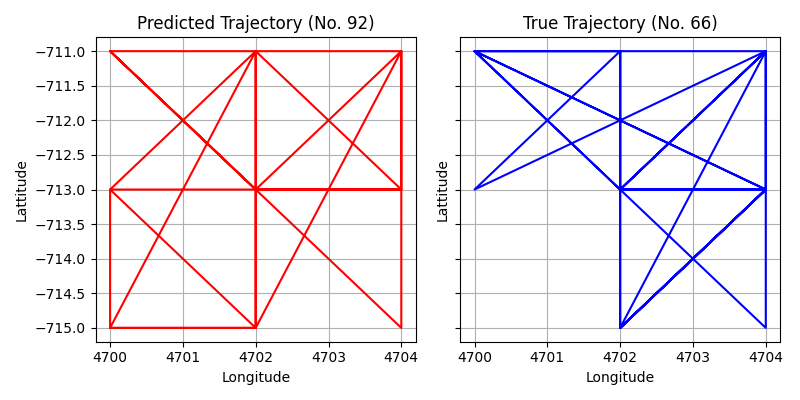 Predicted Trajectory (No. 92)
True Trajectory (No. 66)
Lattitude
−711.0
−711.5
−712.0
−712.5
−713.0
−713.5
−714.0
−714.5
−715.0
4700 4701 4702 4703 4704
Longitude
Lattitude
4700 4701 4702 4703 4704
Longitude